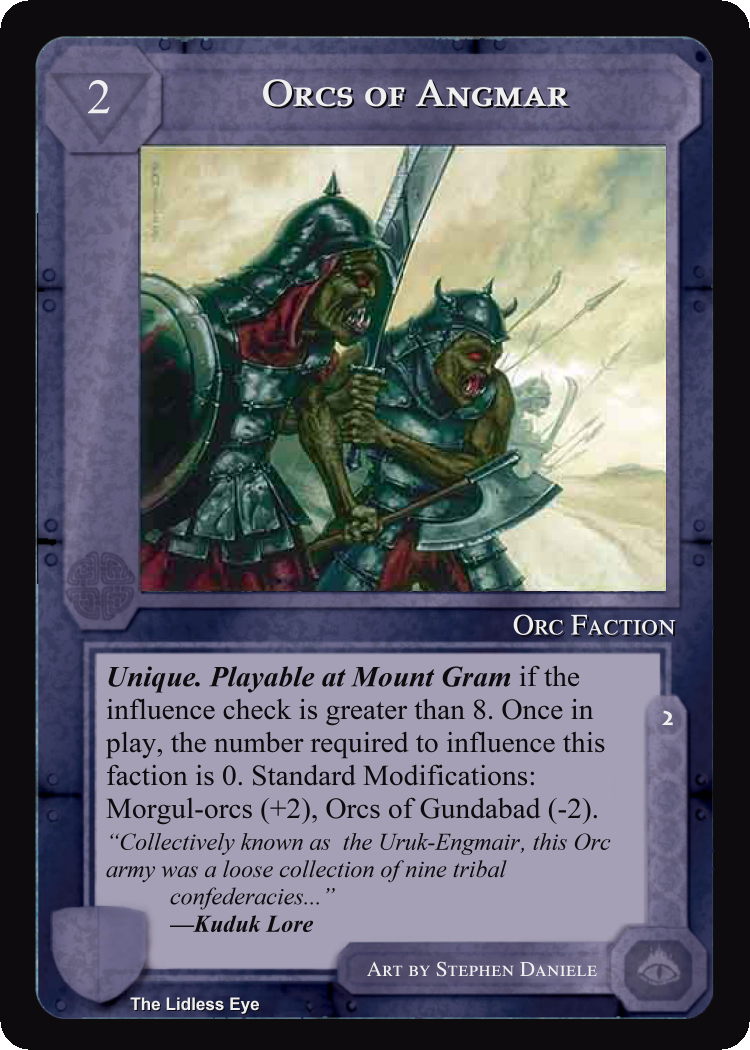 2
Orcs of Angmar
Orc Faction
Unique. Playable at Mount Gram if the
influence check is greater than 8. Once in
play, the number required to influence this
faction is 0. Standard Modifications:
Morgul-orcs (+2), Orcs of Gundabad (-2).
2
“Collectively known as the Uruk-Engmair, this Orc
army was a loose collection of nine tribal
confederacies...”
—Kuduk Lore
Art by Stephen Daniele
The Lidless Eye